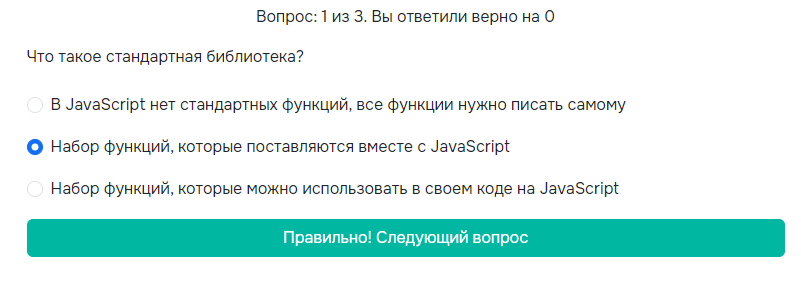 Вопрос: 1 из 3. Вы ответили верно на 0
Что такое стандартная библиотека?
В JavaScript нет стандартных функций, все функции нужно писать самому
Набор функций, которые поставляются вместе с JavaScript
Набор функций, которые можно использовать в своем коде на JavaScript
Правильно! Следующий вопрос